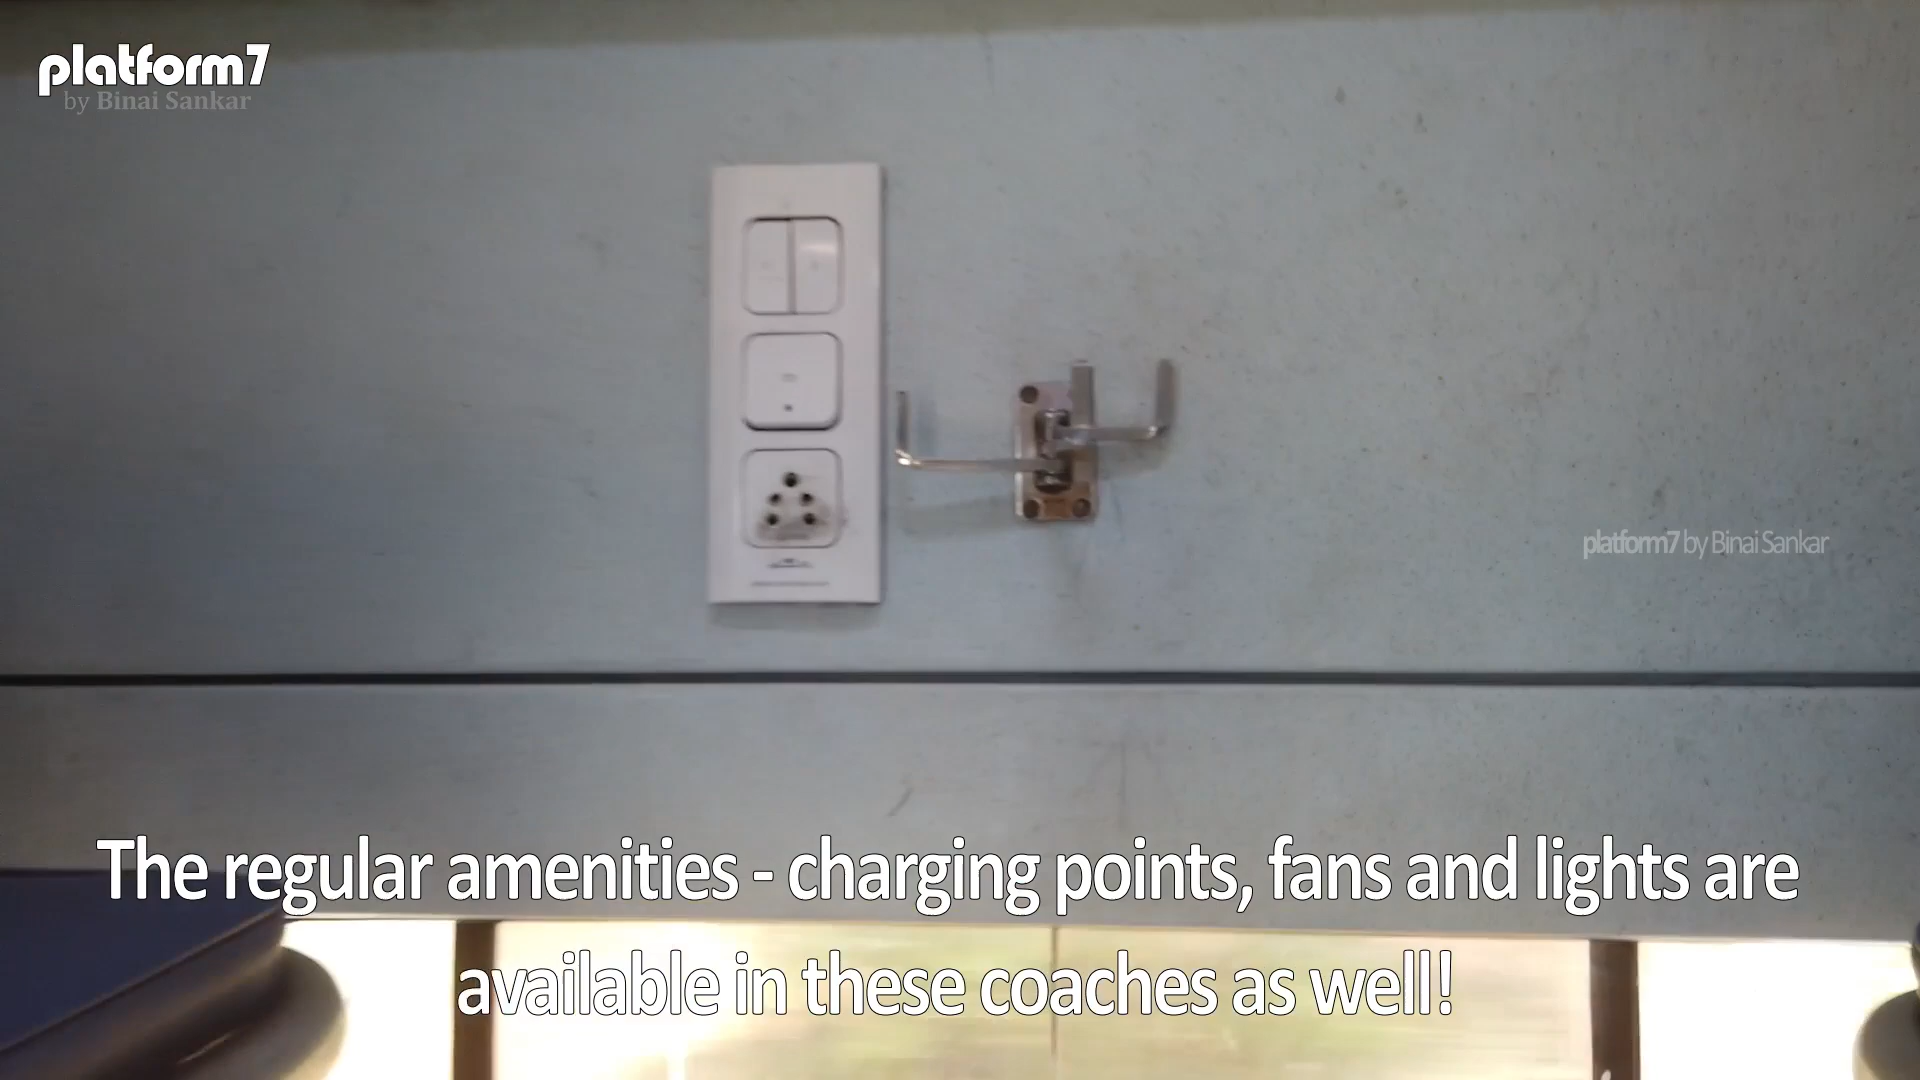 platform7
by Binai Sankar
platform7 by Binai Sankar
The regular amenities - charging points, fans and lights are
available in these coaches as well!